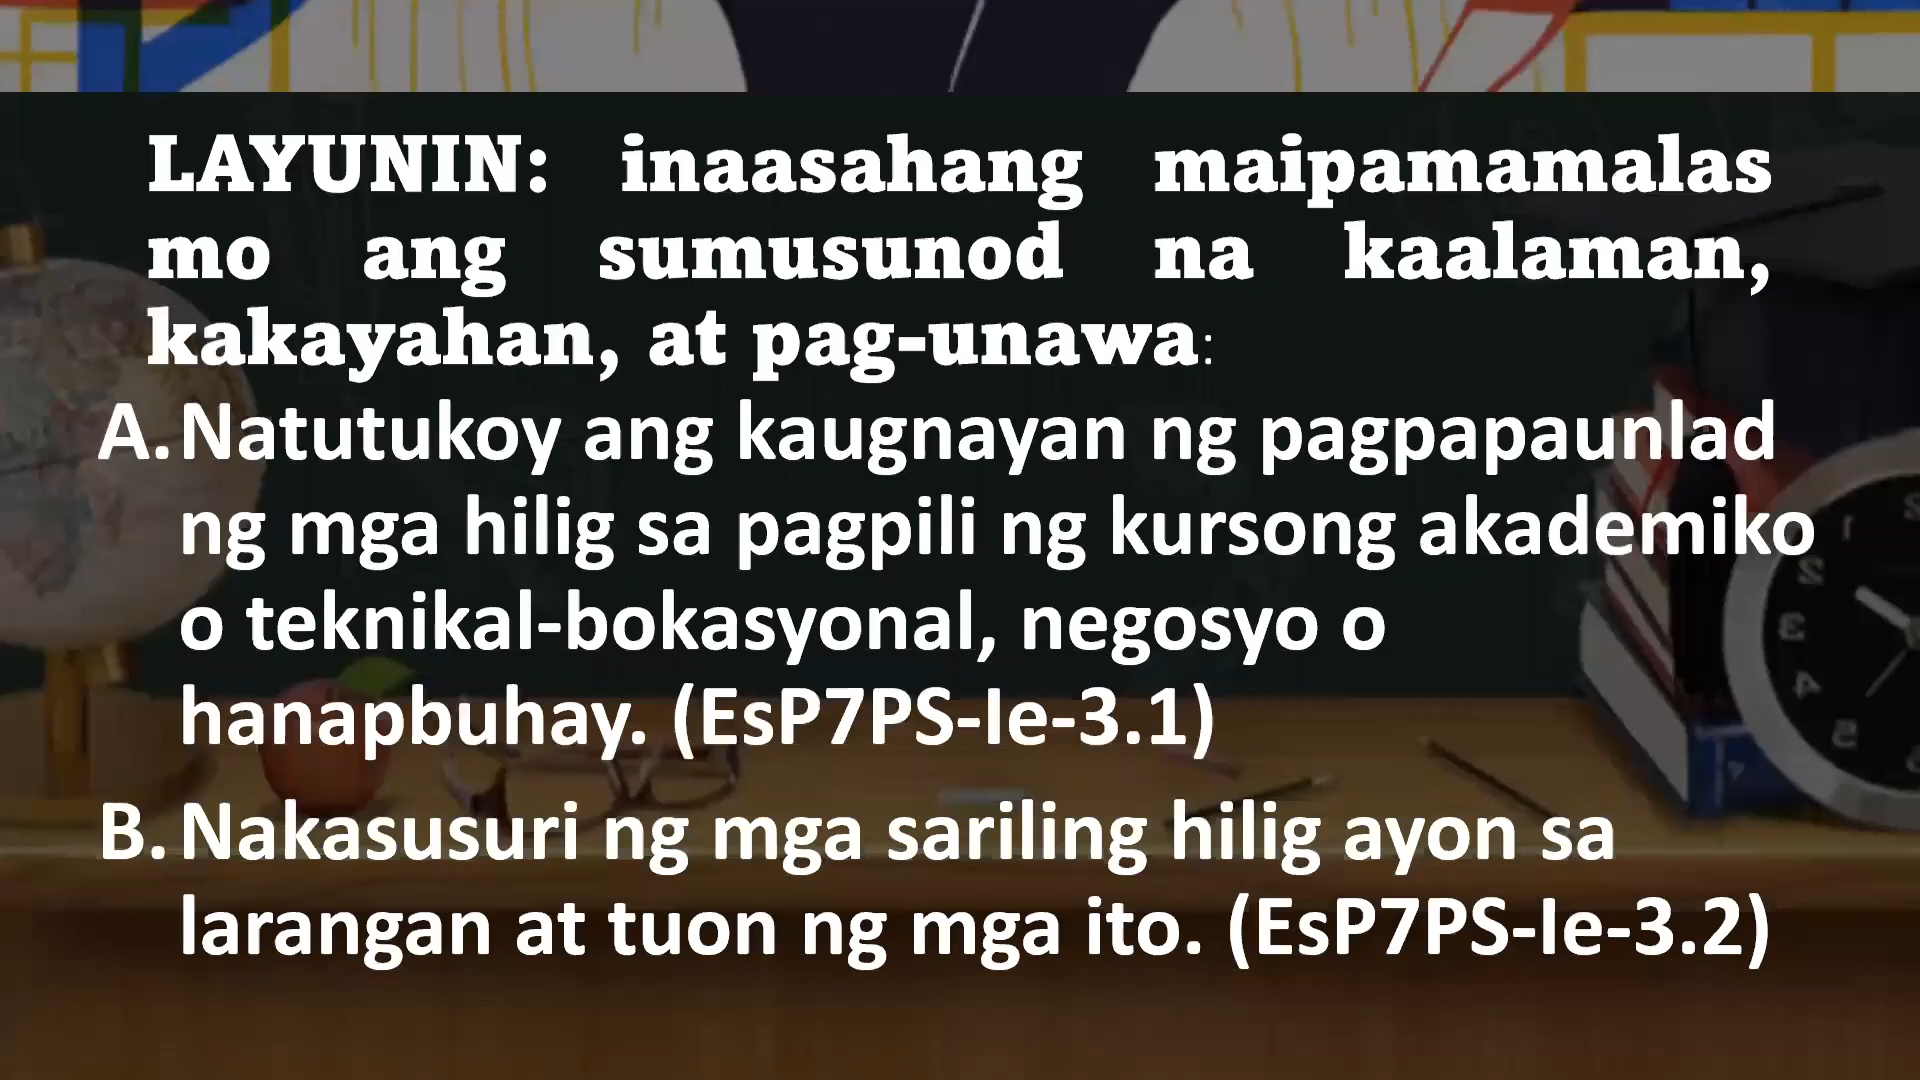 LAYUNIN: inaasahang maipamamalas
mo ang sumusunod na kaalaman,
kakayahan, at pag-unawa:
A. Natutukoy ang kaugnayan ng pagpapaunlad
ng mga hilig sa pagpili ng kursong akademiko
o teknikal-bokasyonal, negosyo o
hanapbuhay. (EsP7PS-Ie-3.1)
B. Nakasusuri ng mga sariling hilig ayon sa
larangan at tuon ng mga ito. (EsP7PS-Ie-3.2)